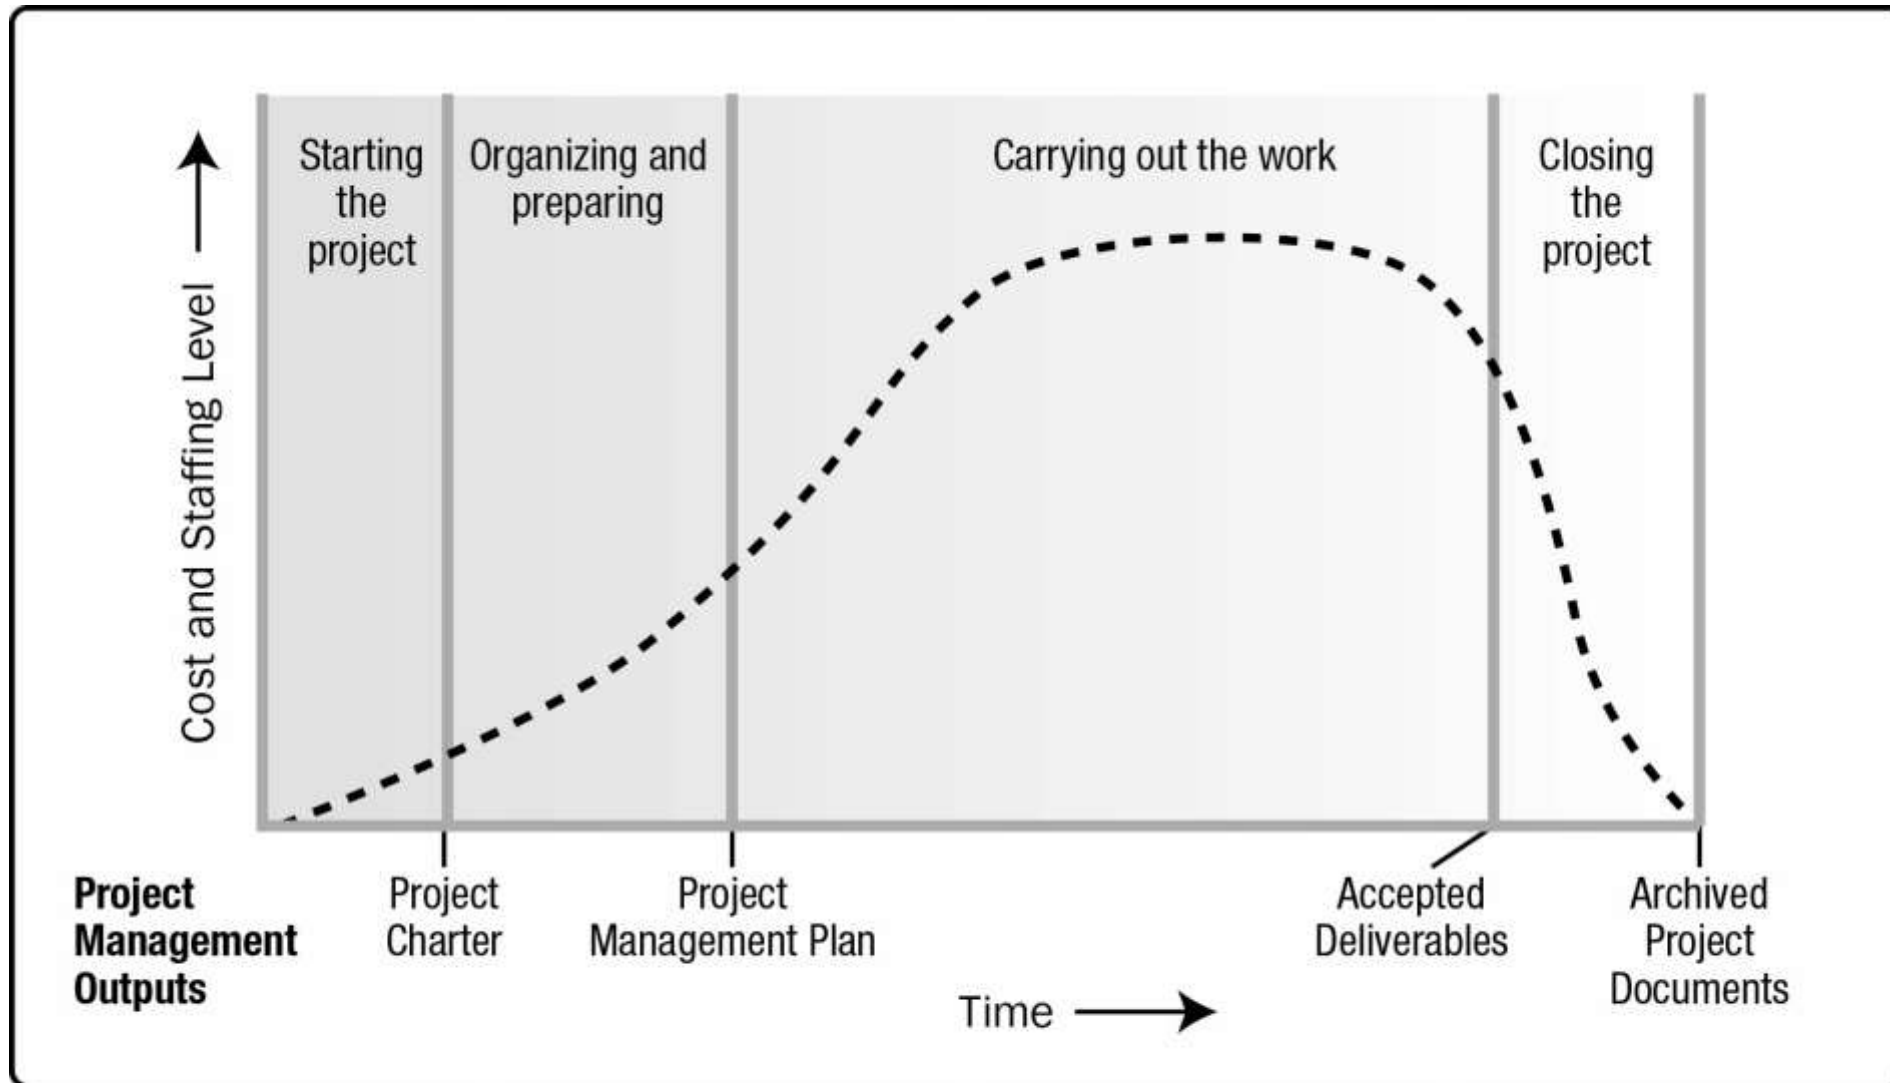 Starting
the
project
Organizing and
preparing
Carrying out the work
Closing
the
project
Cost and Staffing Level
Project
Management
Outputs
Project
Charter
Project
Management Plan
Accepted
Deliverables
Archived
Project
Documents
Time